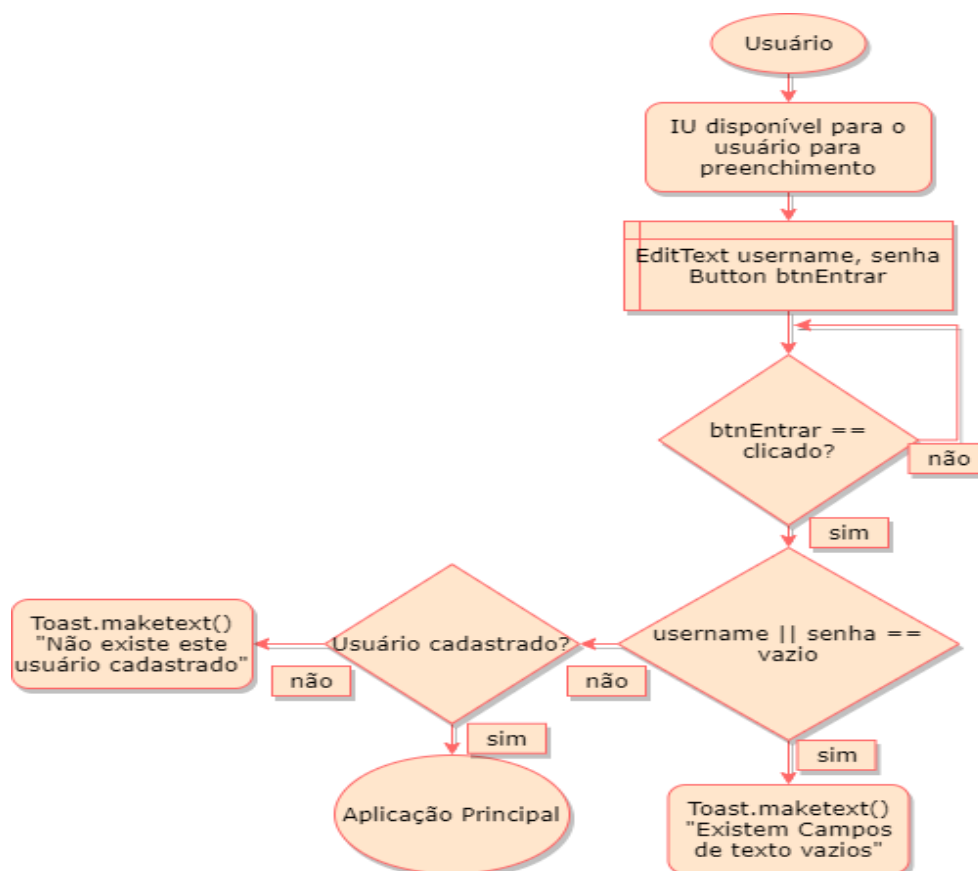 Usuário
IU disponível para o
usuário para
preenchimento
EditText username, senha
Button btnEntrar
btnEntrar ==
clicado?
não
sim
username || senha ==
vazio
não
sim
Usuário cadastrado?
não
sim
Toast.maketext()
"Não existe este
usuário cadastrado"
Aplicação Principal
Toast.maketext()
"Existem Campos
de texto vazios"